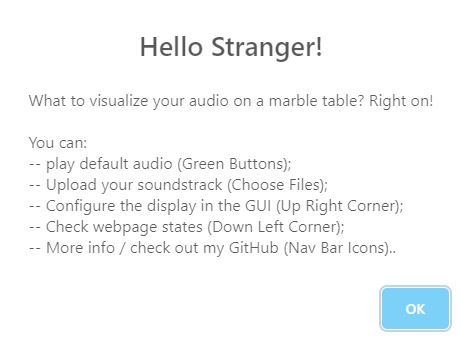 Hello Stranger!
What to visualize your audio on a marble table? Right on!
You can:
-- play default audio (Green Buttons);
-- Upload your soundstrack (Choose Files);
-- Configure the display in the GUI (Up Right Corner);
-- Check webpage states (Down Left Corner);
-- More info / check out my GitHub (Nav Bar Icons)..
OK